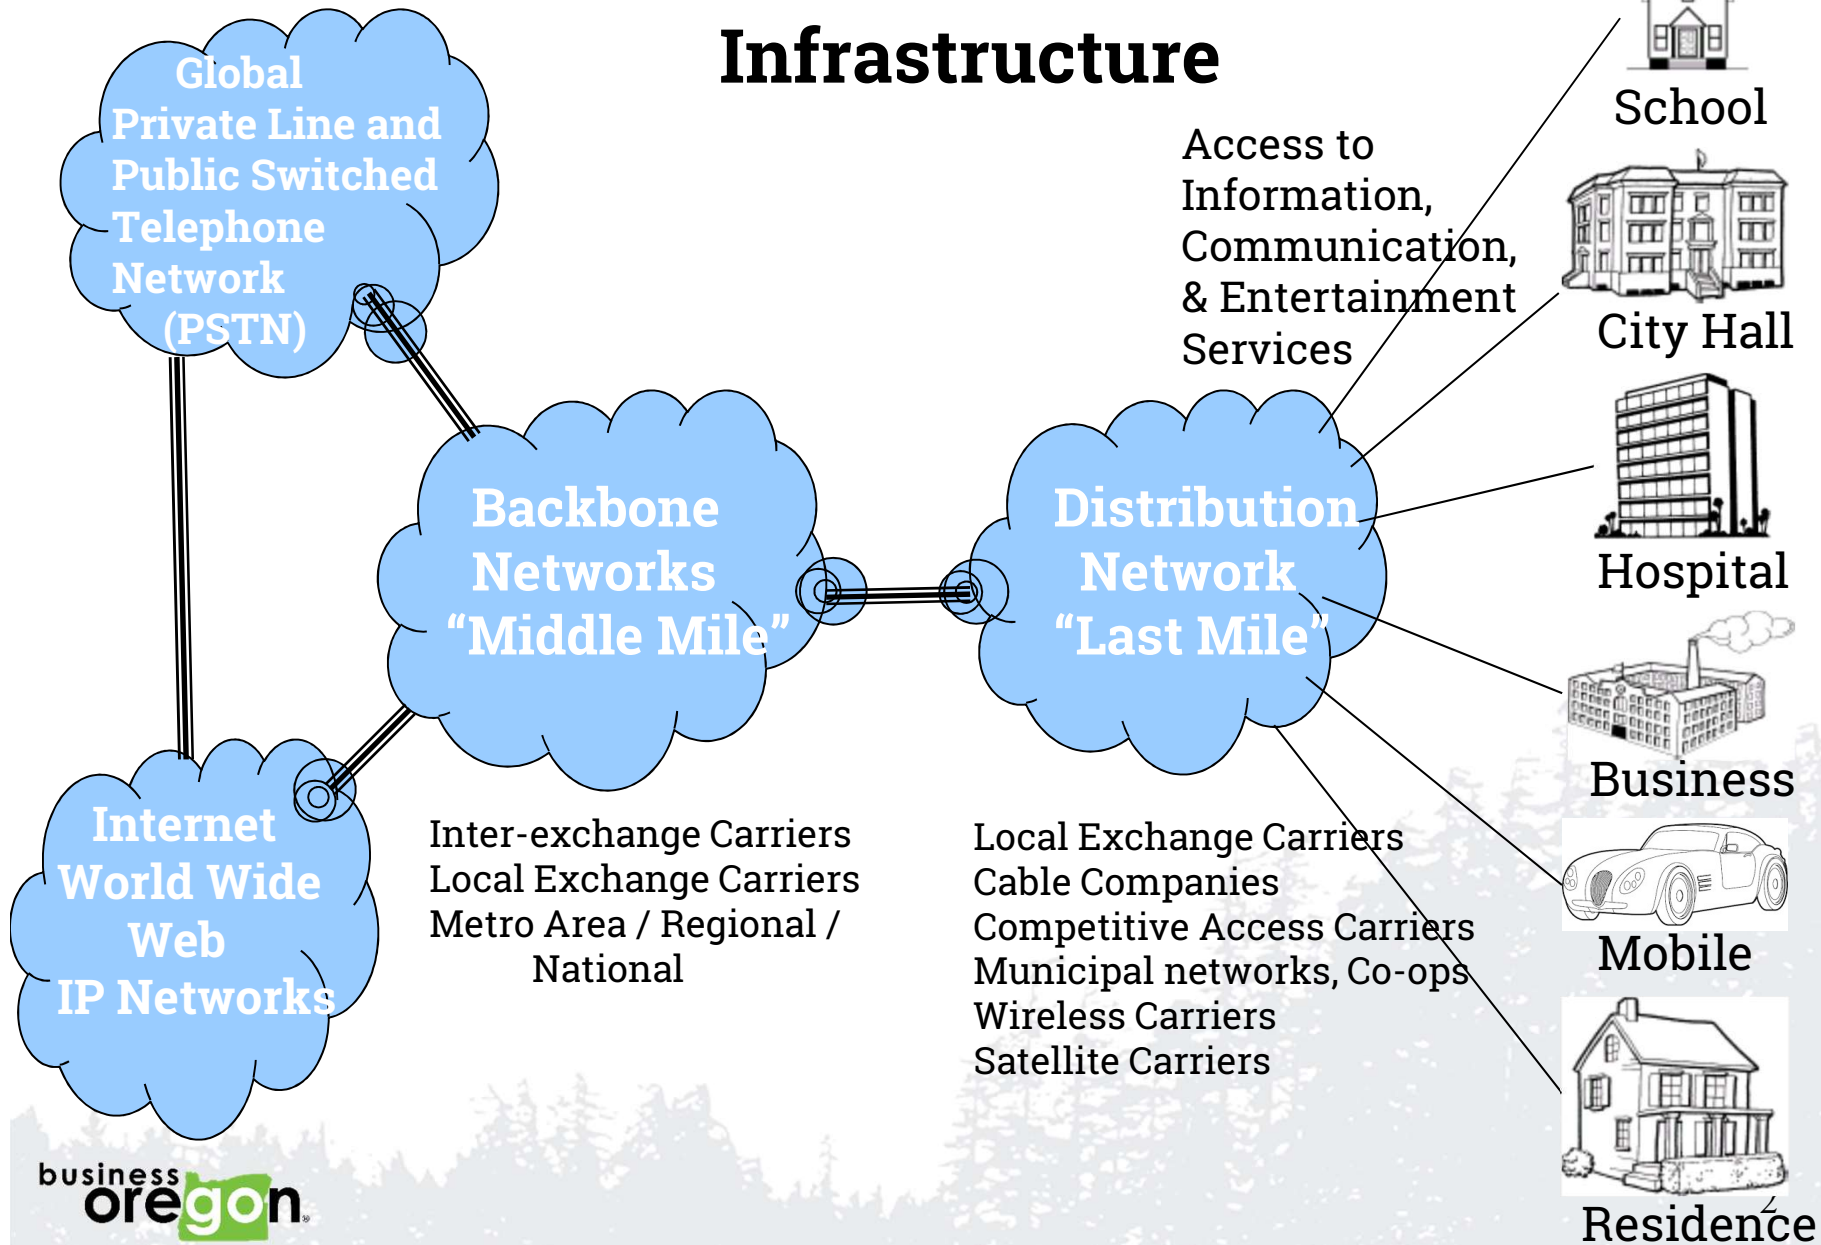 Infrastructure
Global
Private Line and
Public Switched
Telephone
Network
(PSTN)
Access to
Information,
Communication,
& Entertainment
Services
School
City Hall
Hospital
Business
Mobile
Residence
Backbone
Networks
“Middle Mile”
Distribution
Network
“Last Mile”
Internet
World Wide
Web
IP Networks
Inter-exchange Carriers
Local Exchange Carriers
Metro Area / Regional /
National
Local Exchange Carriers
Cable Companies
Competitive Access Carriers
Municipal networks, Co-ops
Wireless Carriers
Satellite Carriers
business
oregon®
2